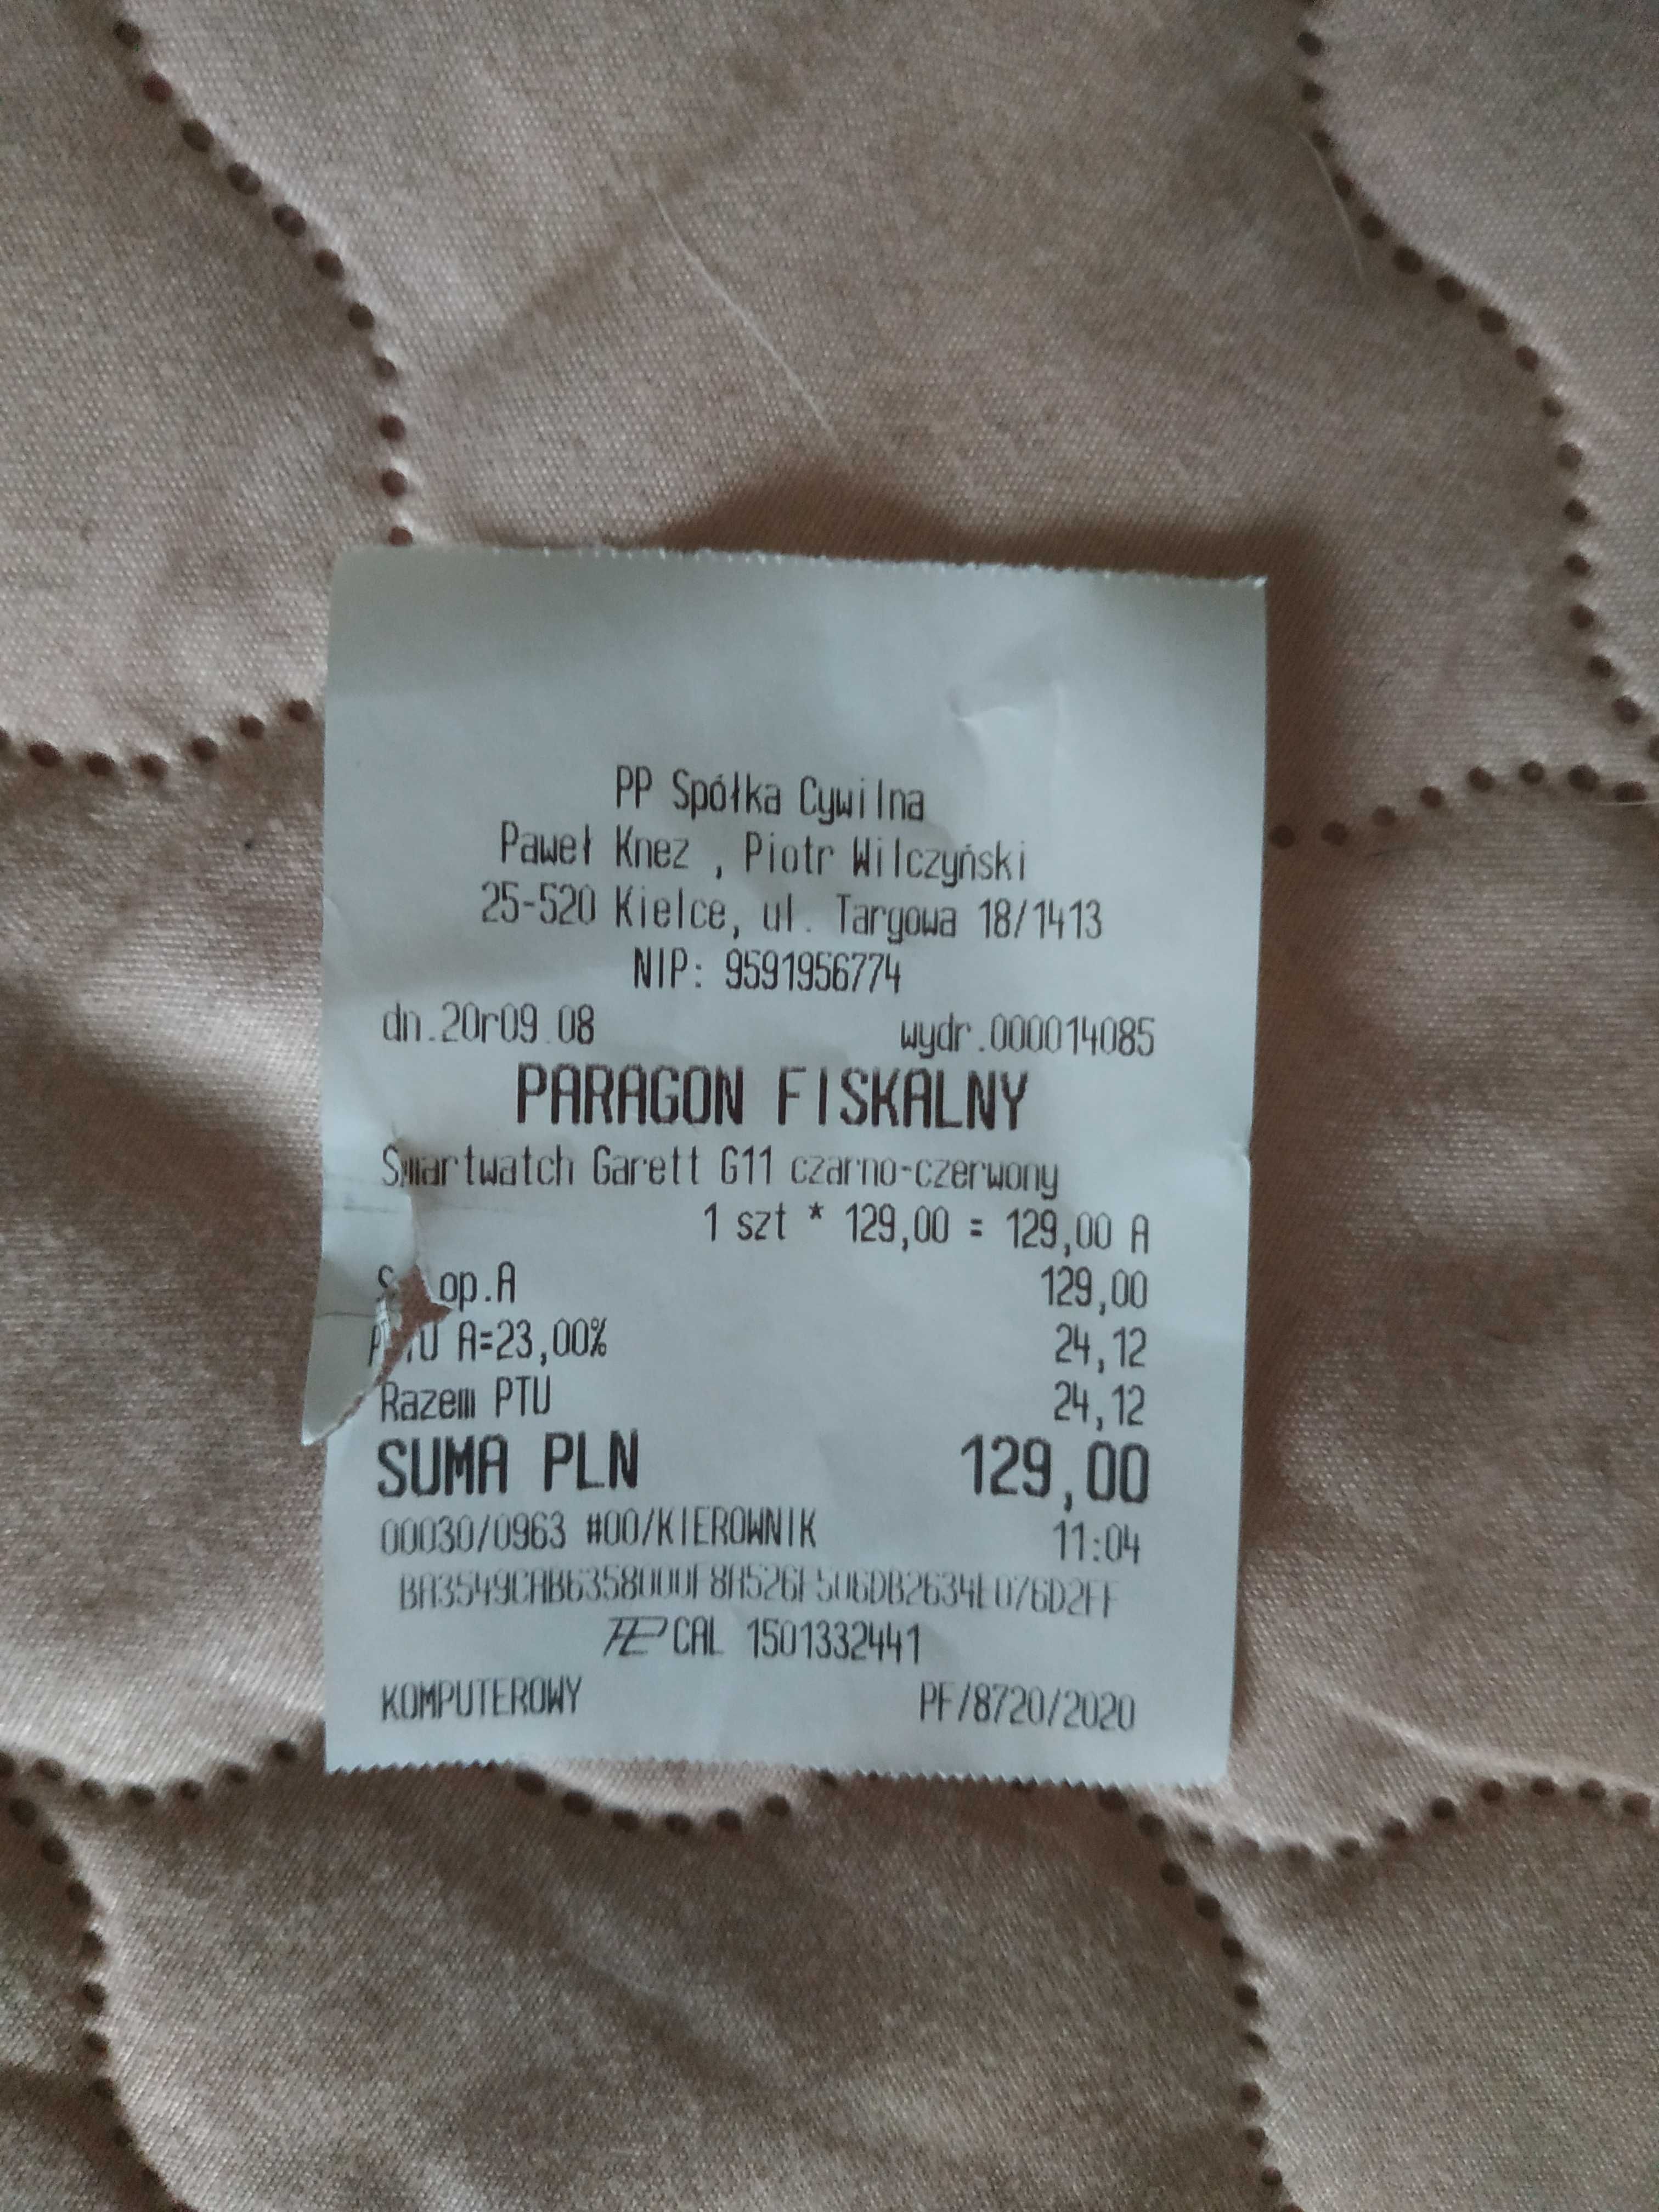 PP Spółka Cywilna
Paweł Knez , Piotr Wilczyński
25-520 Kielce, ul. Targowa 18/1413
NIP: 9591956774
dn.20r09.08 wydr.000014085
PARAGON FISKALNY
Smartwatch Garett G11 czarno-czerwony
1 szt * 129,00 = 129,00 A
op.A 129,00
PTU A=23,00% 24,12
Razem PTU 24,12
SUMA PLN 129,00
00030/0963 #00/KIEROWNIK 11:04
CAL 1501332441
KOMPUTEROWY PF/8720/2020